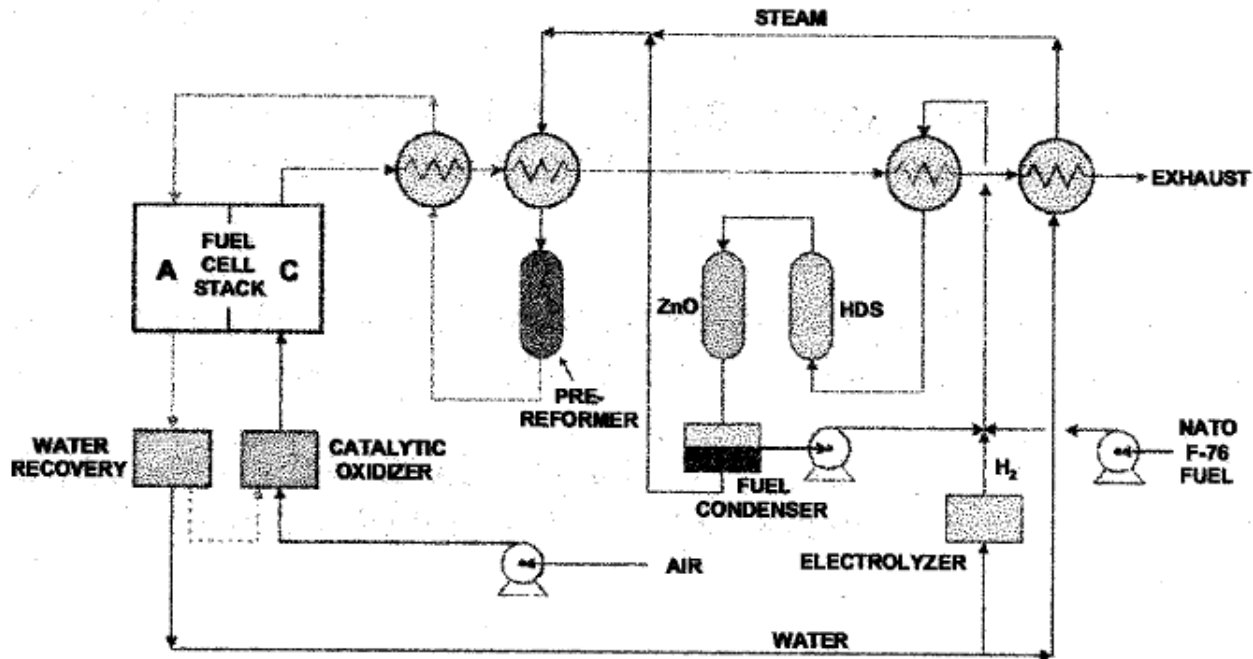 STEAM
EXHAUST
A
FUEL
CELL
STACK
C
ZnO
HDS
PRE-
REFORMER
WATER
RECOVERY
CATALYTIC
OXIDIZER
FUEL
CONDENSER
H₂
NATO
F-76
FUEL
ELECTROLYZER
AIR
WATER